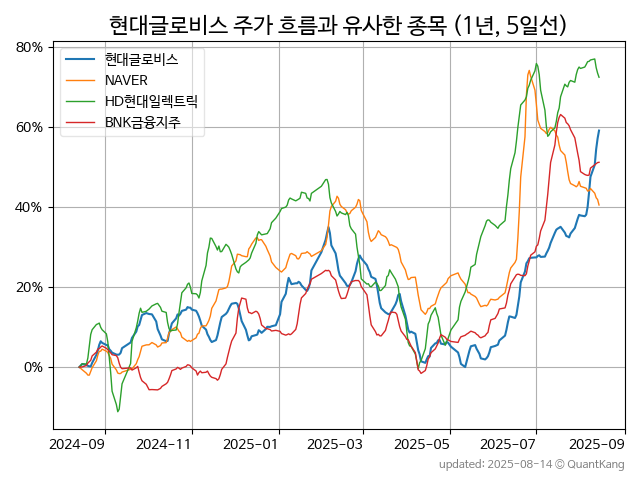 현대글로비스 주가 흐름과 유사한 종목 (1년, 5일선)
현대글로비스
NAVER
HD현대일렉트릭
BNK금융지주
80%
60%
40%
20%
0%
2024-09 2024-11 2025-01 2025-03 2025-05 2025-07 2025-09
updated: 2025-08-14 © QuantKang